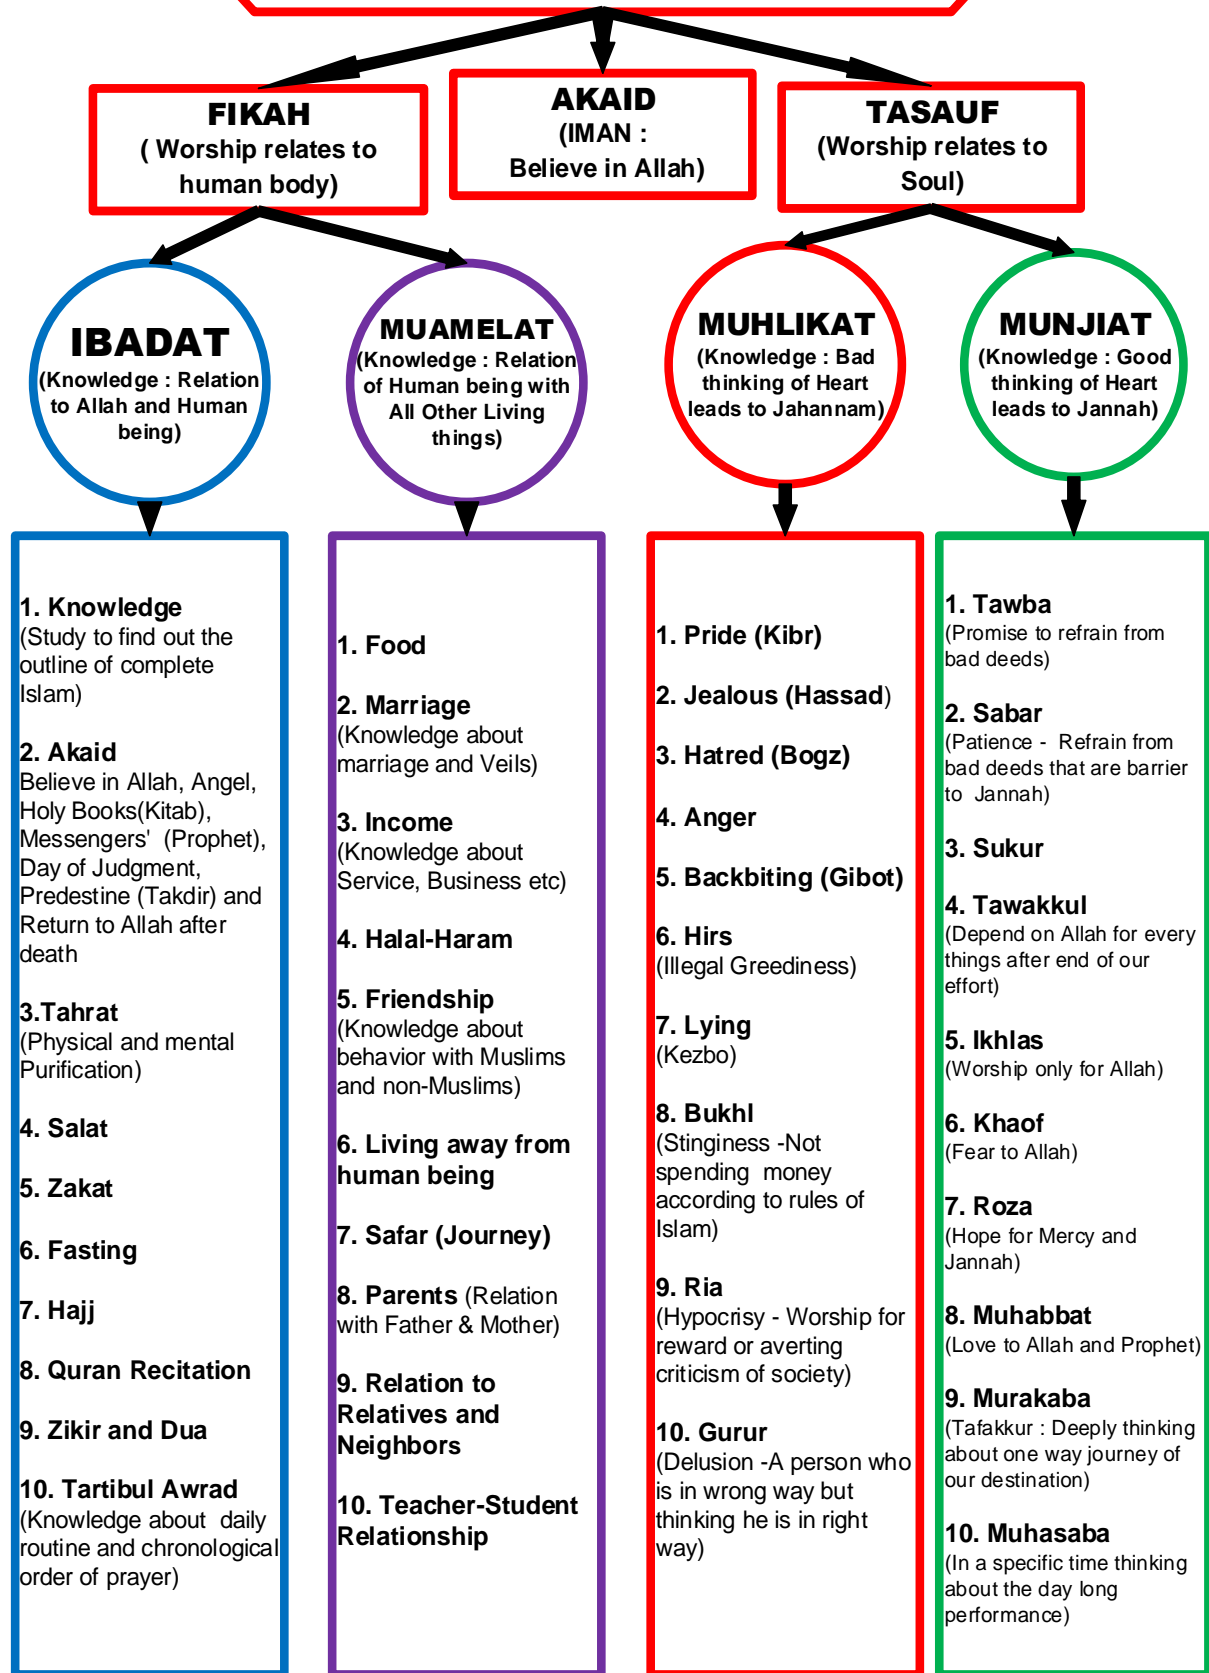 FIKAH
( Worship relates to
human body)
AKAID
(IMAN :
Believe in Allah)
TASAUF
(Worship relates to
Soul)
IBADAT
(Knowledge : Relation
to Allah and Human
being)
MUAMELAT
(Knowledge : Relation
of Human being with
All Other Living
things)
MUHLIKAT
(Knowledge : Bad
thinking of Heart
leads to Jahannam)
MUNJIAT
(Knowledge : Good
thinking of Heart
leads to Jannah)
1. Knowledge
(Study to find out the
outline of complete
Islam)
2. Akaid
Believe in Allah, Angel,
Holy Books(Kitab),
Messengers' (Prophet),
Day of Judgment,
Predestine (Takdir) and
Return to Allah after
death
3.Tahrat
(Physical and mental
Purification)
4. Salat
5. Zakat
6. Fasting
7. Hajj
8. Quran Recitation
9. Zikir and Dua
10. Tartibul Awrad
(Knowledge about daily
routine and chronological
order of prayer)
1. Food
2. Marriage
(Knowledge about
marriage and Veils)
3. Income
(Knowledge about
Service, Business etc)
4. Halal-Haram
5. Friendship
(Knowledge about
behavior with Muslims
and non-Muslims)
6. Living away from
human being
7. Safar (Journey)
8. Parents (Relation
with Father & Mother)
9. Relation to
Relatives and
Neighbors
10. Teacher-Student
Relationship
1. Pride (Kibr)
2. Jealous (Hassad)
3. Hatred (Bogz)
4. Anger
5. Backbiting (Gibot)
6. Hirs
(Illegal Greediness)
7. Lying
(Kezbo)
8. Bukhl
(Stinginess -Not
spending money
according to rules of
Islam)
9. Ria
(Hypocrisy - Worship for
reward or averting
criticism of society)
10. Gurur
(Delusion -A person who
is in wrong way but
thinking he is in right
way)
1. Tawba
(Promise to refrain from
bad deeds)
2. Sabar
(Patience - Refrain from
bad deeds that are barrier
to Jannah)
3. Sukur
4. Tawakkul
(Depend on Allah for every
things after end of our
effort)
5. Ikhlas
(Worship only for Allah)
6. Khaof
(Fear to Allah)
7. Roza
(Hope for Mercy and
Jannah)
8. Muhabbat
(Love to Allah and Prophet)
9. Murakaba
(Tafakkur : Deeply thinking
about one way journey of
our destination)
10. Muhasaba
(In a specific time thinking
about the day long
performance)